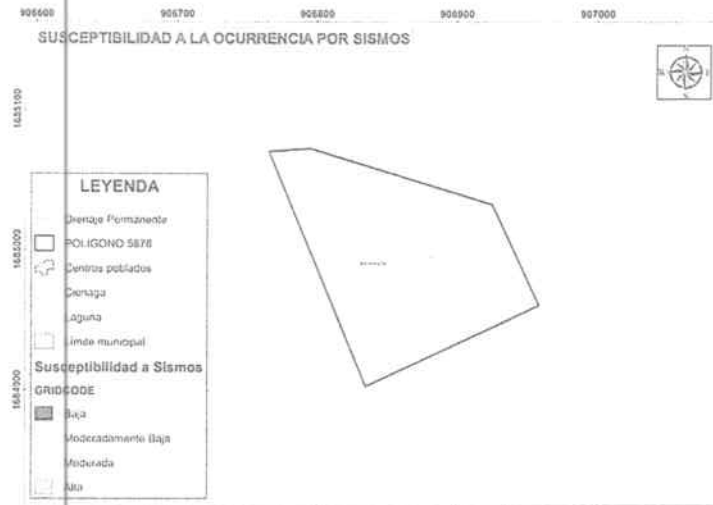 906600 906700 906800 906900 907000
SUSCEPTIBILIDAD A LA OCURRENCIA POR SISMOS
1685100
1685000
1684900
LEYENDA
Drenaje Permanente
POLIGONO 5876
Centros poblados
Cienaga
Laguna
Limite municipal
Susceptibilidad a Sismos
GRIDCODE
Baja
Moderadamente Baja
Moderada
Alta